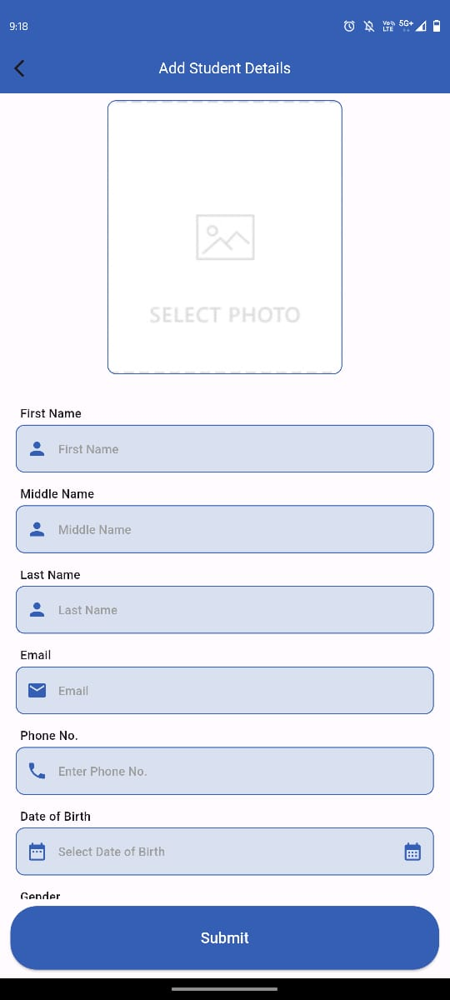 9:18
Vo))
LTE
5G+
Add Student Details
SELECT PHOTO
First Name
First Name
Middle Name
Middle Name
Last Name
Last Name
Email
Email
Phone No.
Enter Phone No.
Date of Birth
Select Date of Birth
Gender
Submit